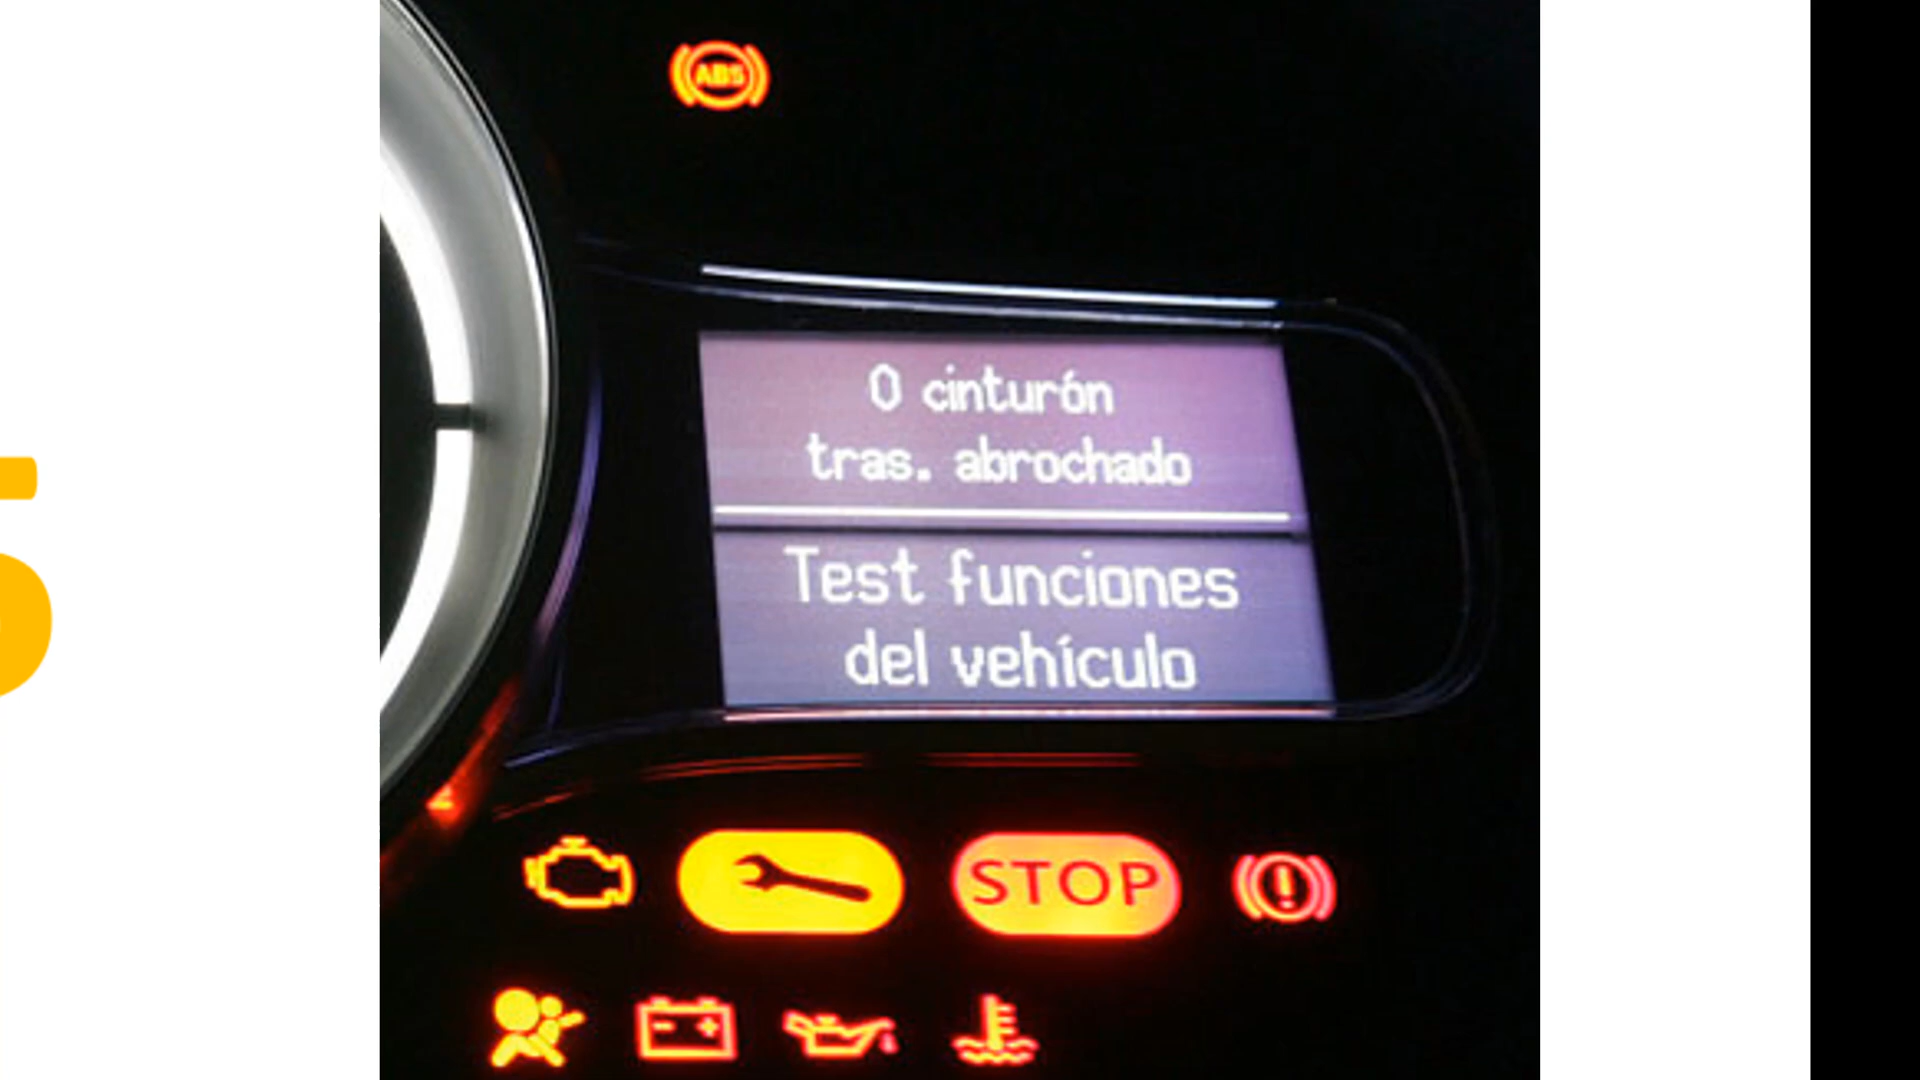 ABS
0 cinturón
tras. abrochado
Test funciones
del vehículo
STOP